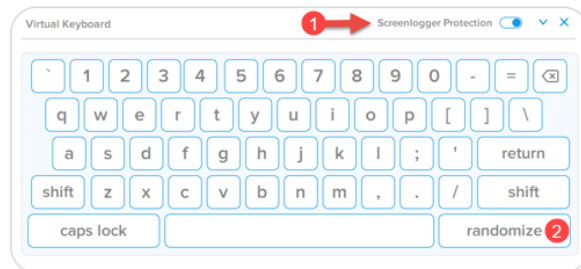 Virtual Keyboard 1 Screenlogger Protection
` 1 2 3 4 5 6 7 8 9 0 - =
q w e r t y u i o p [ ] \
a s d f g h j k l ; ' return
shift z x c v b n m , . / shift
caps lock randomize 2